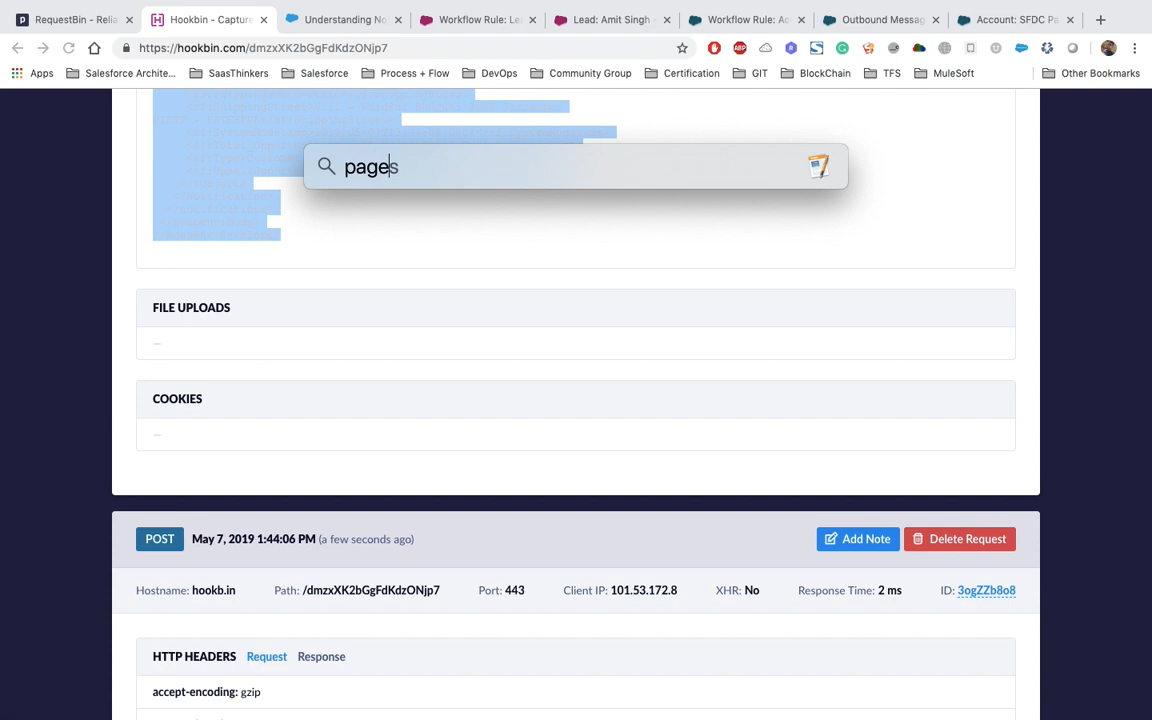 RequestBin - Relia
Hookbin - Capture
Understanding No
Workflow Rule: Le
Lead: Amit Singh ~
Workflow Rule: Ac
Outbound Messag
Account: SFDC Pa
https://hookbin.com/dmzxXK2bGgFdKdzONjp7
Apps
Salesforce Archite...
SaasThinkers
Salesforce
Process + Flow
DevOps
Community Group
Certification
GIT
BlockChain
TFS
MuleSoft
Other Bookmarks
pages
FILE UPLOADS
—
COOKIES
—
POST May 7, 2019 1:44:06 PM (a few seconds ago) Add Note Delete Request
Hostname: hookb.in Path: /dmzxXK2bGgFdKdzONjp7 Port: 443 Client IP: 101.53.172.8 XHR: No Response Time: 2 ms ID: 3ogZZb8o8
HTTP HEADERS Request Response
accept-encoding: gzip